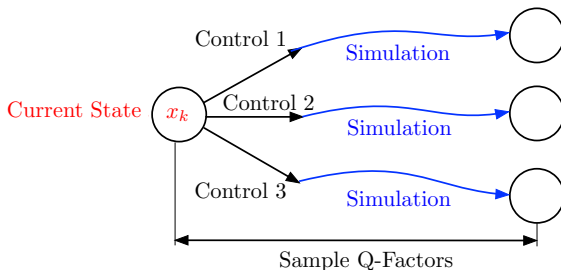 Control 1
Simulation
Current State
x_k
Control 2
Simulation
Control 3
Simulation
Sample Q-Factors